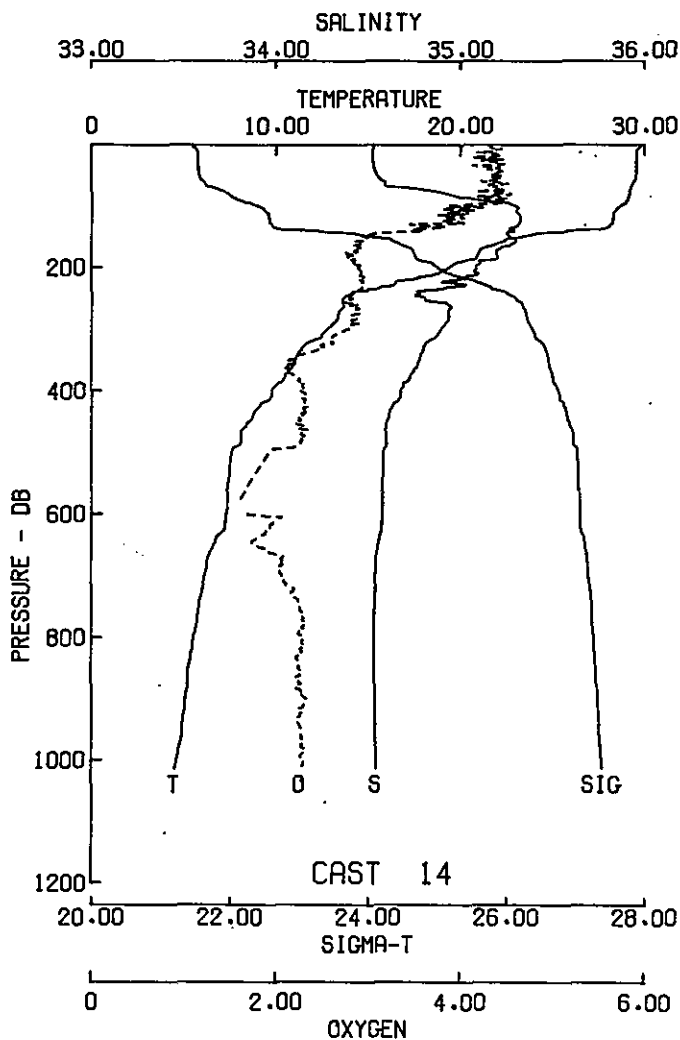 SALINITY
33.00 34.00 35.00 36.00
TEMPERATURE
0 10.00 20.00 30.00
200
400
600
800
1000
1200
PRESSURE - DB
T O S SIG
CAST 14
20.00 22.00 24.00 26.00 28.00
SIGMA-T
0 2.00 4.00 6.00
OXYGEN